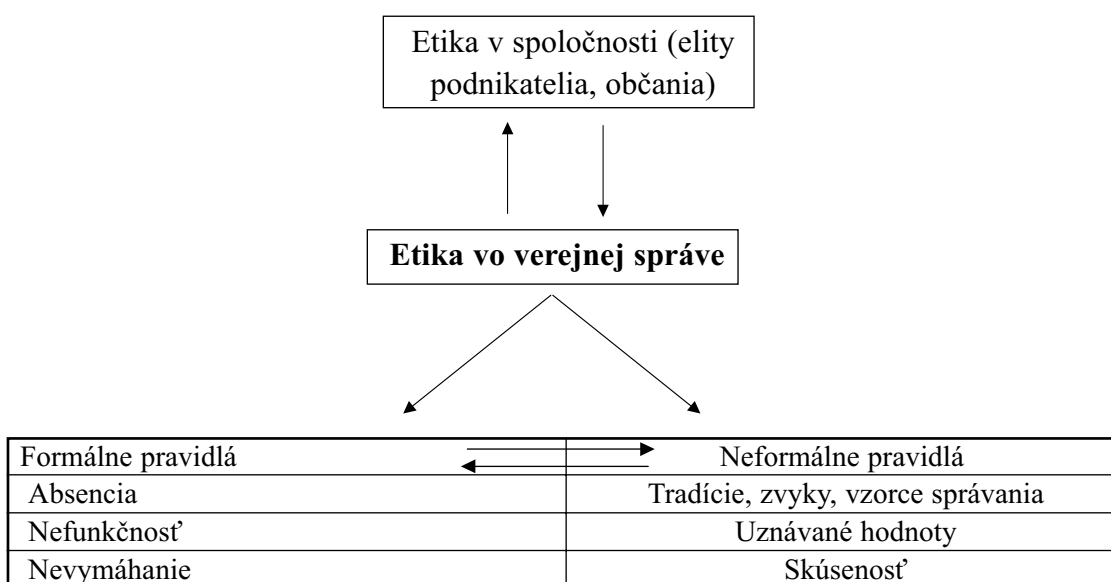 Etika v spoločnosti (elity
podnikatelia, občania)
Etika vo verejnej správe
Formálne pravidlá
Neformálne pravidlá
Absencia
Tradície, zvyky, vzorce správania
Nefunkčnosť
Uznávané hodnoty
Nevymáhanie
Skúsenosť